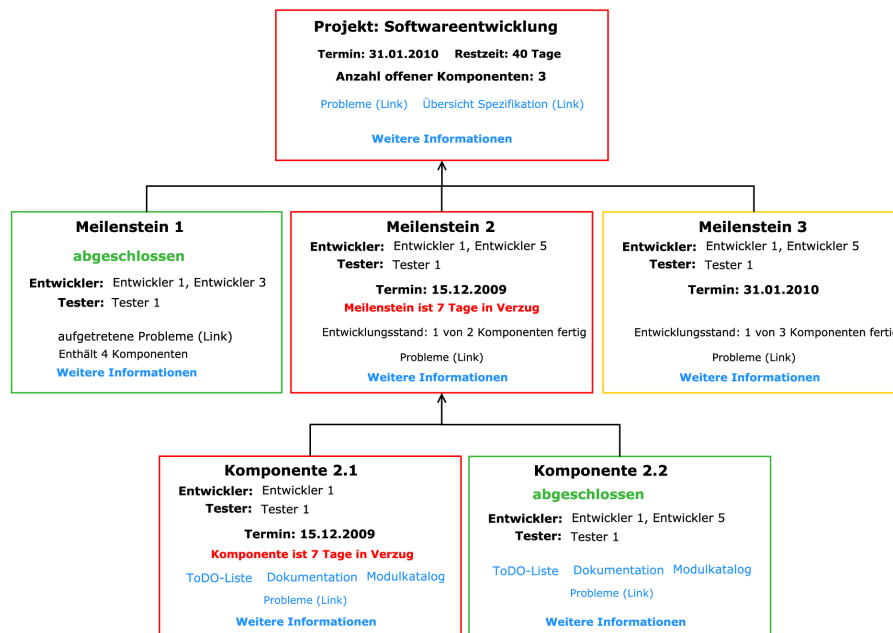 Projekt: Softwareentwicklung
Termin: 31.01.2010 Restzeit: 40 Tage
Anzahl offener Komponenten: 3
Probleme (Link) Übersicht Spezifikation (Link)
Weitere Informationen
Meilenstein 1
abgeschlossen
Entwickler: Entwickler 1, Entwickler 3
Tester: Tester 1
aufgetretene Probleme (Link)
Enthält 4 Komponenten
Weitere Informationen
Meilenstein 2
Entwickler: Entwickler 1, Entwickler 5
Tester: Tester 1
Termin: 15.12.2009
Meilenstein ist 7 Tage in Verzug
Entwicklungsstand: 1 von 2 Komponenten fertig
Probleme (Link)
Weitere Informationen
Meilenstein 3
Entwickler: Entwickler 1, Entwickler 5
Tester: Tester 1
Termin: 31.01.2010
Entwicklungsstand: 1 von 3 Komponenten ferti
Probleme (Link)
Weitere Informationen
Komponente 2.1
Entwickler: Entwickler 1
Tester: Tester 1
Termin: 15.12.2009
Komponente ist 7 Tage in Verzug
ToDO-Liste Dokumentation Modulkatalog
Probleme (Link)
Weitere Informationen
Komponente 2.2
abgeschlossen
Entwickler: Entwickler 1, Entwickler 5
Tester: Tester 1
ToDO-Liste Dokumentation Modulkatalog
Probleme (Link)
Weitere Informationen